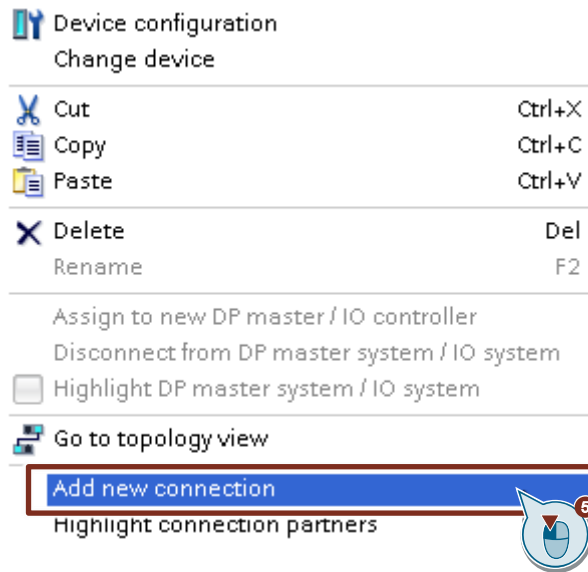 Device configuration
Change device
Cut Ctrl+X
Copy Ctrl+C
Paste Ctrl+V
Delete Del
Rename F2
Assign to new DP master / IO controller
Disconnect from DP master system / IO system
Highlight DP master system / IO system
Go to topology view
Add new connection
5
Highlight connection partners